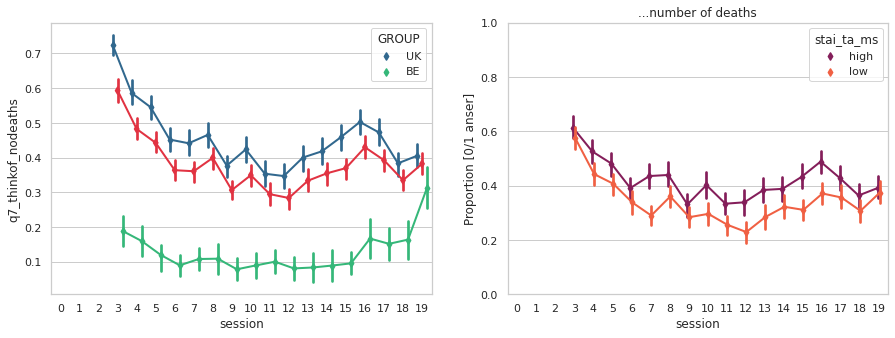 q7_thinkof_nodeaths
0.7
0.6
0.5
0.4
0.3
0.2
0.1
GROUP
UK
BE
0 1 2 3 4 5 6 7 8 9 10 11 12 13 14 15 16 17 18 19
session
...number of deaths
Proportion [0/1 anser]
1.0
0.8
0.6
0.4
0.2
0.0
stai_ta_ms
high
low
0 1 2 3 4 5 6 7 8 9 10 11 12 13 14 15 16 17 18 19
session